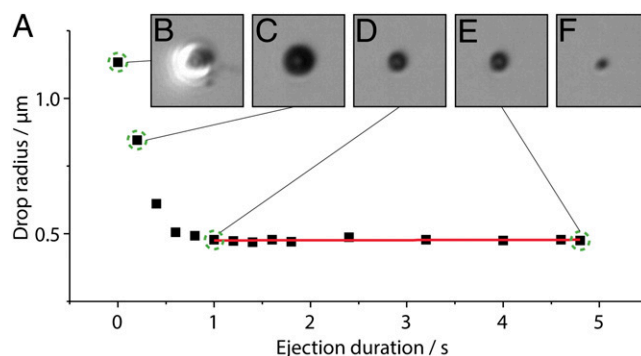 A B C D E F
1.0
0.5
Drop radius / µm
0 1 2 3 4 5
Ejection duration / s